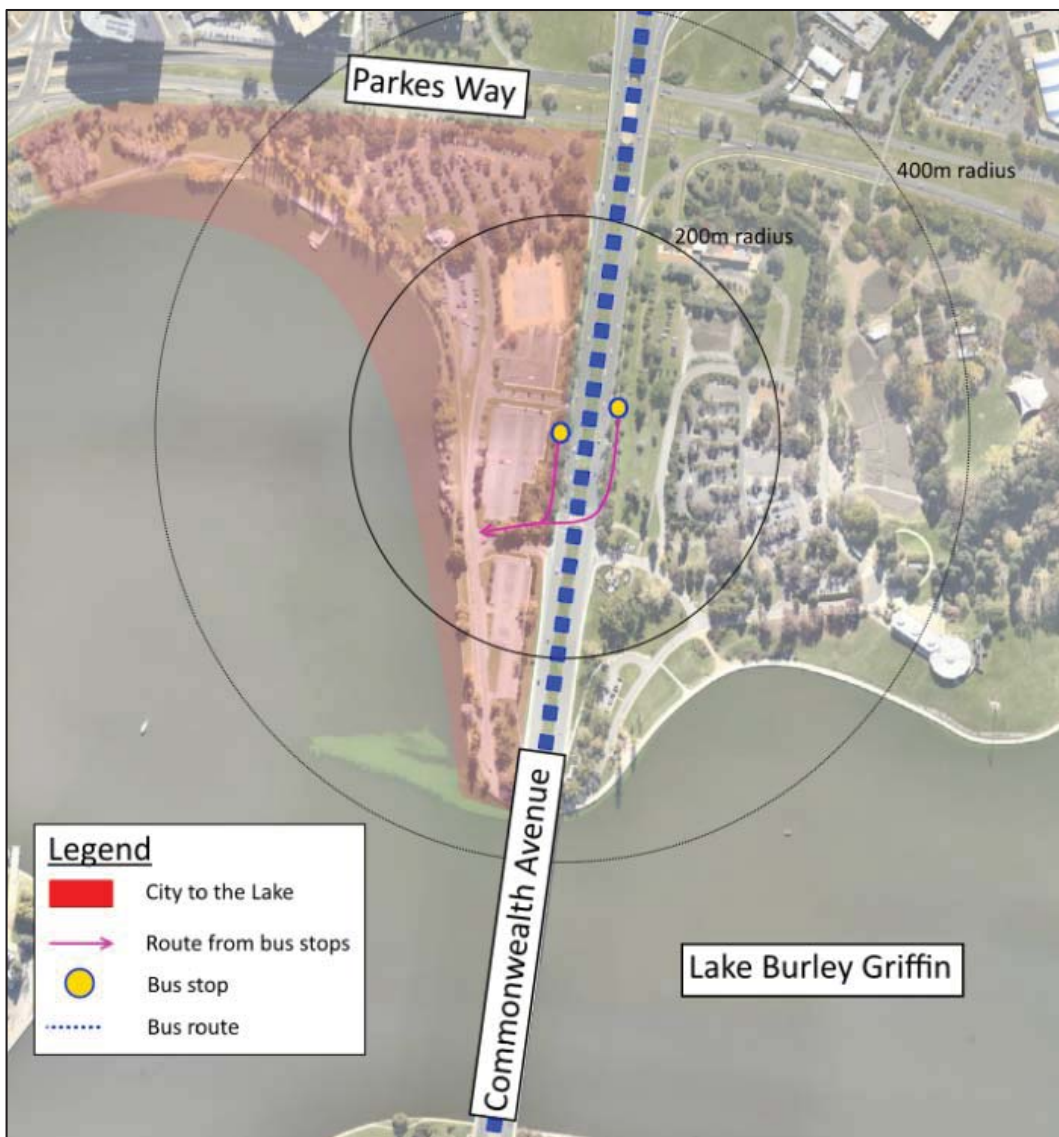 Parkes Way
400m radius
200m radius
Legend
City to the Lake
Route from bus stops
Bus stop
Bus route
Commonwealth Avenue
Lake Burley Griffin